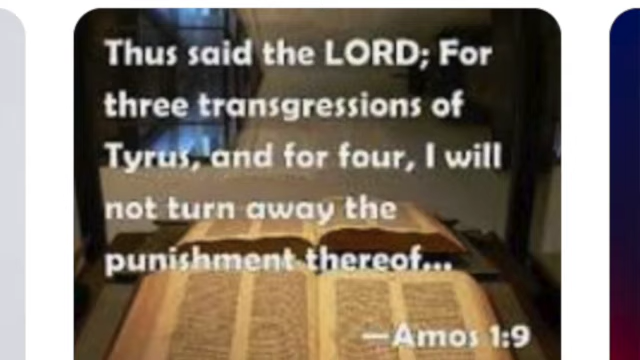 Thus said the LORD; For
three transgressions of
Tyrus, and for four, I will
not turn away the
punishment thereof...
—Amos 1:9